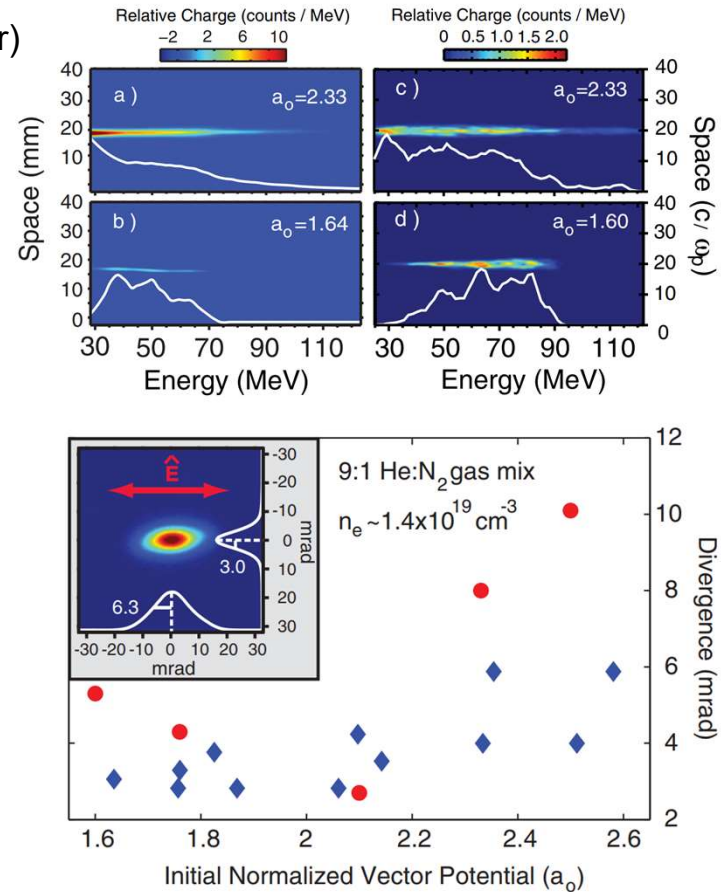 r)
Relative Charge (counts / MeV)
−2 2 6 10
Relative Charge (counts / MeV)
0 0.5 1.0 1.5 2.0
40
30
20
10
a )
aₒ=2.33
c )
aₒ=2.33
40
30
20
10
Space (mm)
Space (c/ ωₚ)
40
30
20
10
0
b )
aₒ=1.64
d )
aₒ=1.60
40
30
20
10
0
30 50 70 90 110
30 50 70 90 110
Energy (MeV)
Energy (MeV)
Ê
-30
-20
-10
0
10
20
30
mrad
3.0
6.3
-30 -20 -10 0 10 20 30
mrad
9:1 He:N₂ gas mix
nₑ ~1.4x10¹⁹ cm⁻³
12
10
8
6
4
2
Divergence (mrad)
1.6 1.8 2 2.2 2.4 2.6
Initial Normalized Vector Potential (aₒ)